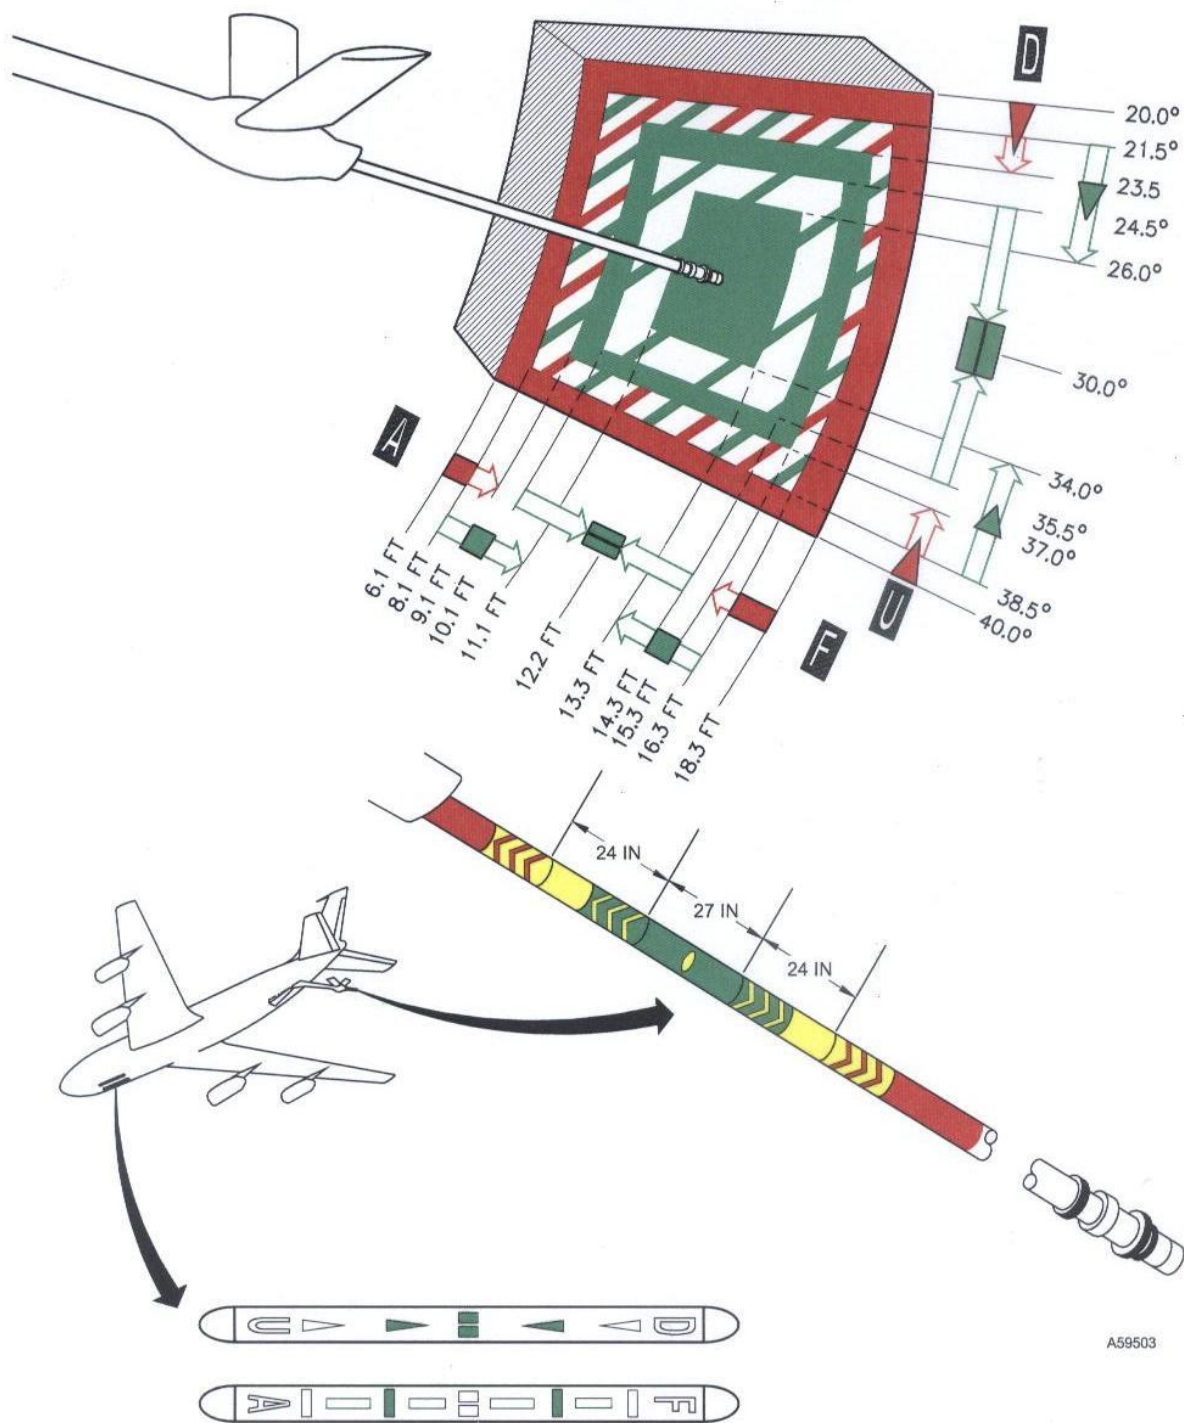 D
20.0°
21.5°
23.5
24.5°
26.0°
30.0°
34.0°
35.5°
37.0°
38.5°
40.0°
A
U
F
6.1 FT
8.1 FT
9.1 FT
10.1 FT
11.1 FT
12.2 FT
13.3 FT
14.3 FT
15.3 FT
16.3 FT
18.3 FT
24 IN
27 IN
24 IN
U D
A F
A59503